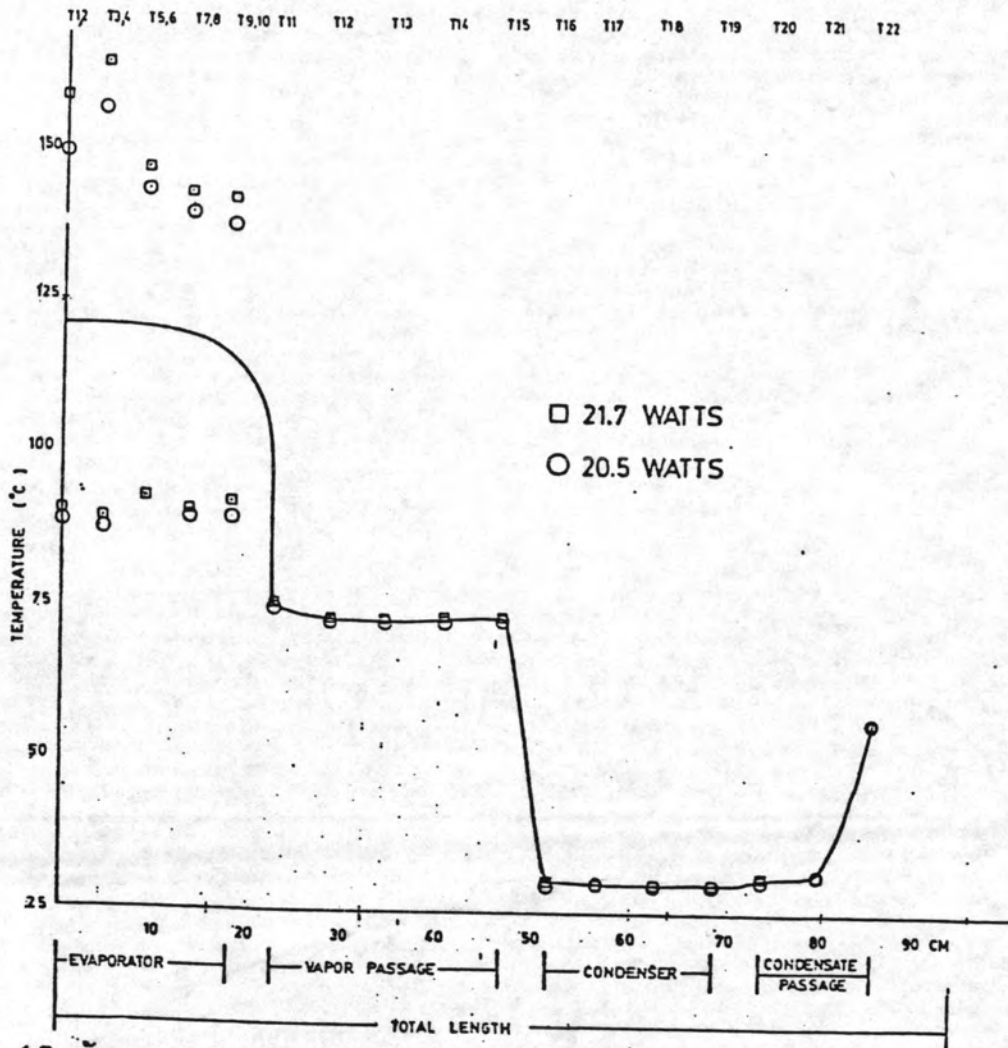 T1,2 T3,4 T5,6 T7,8 T9,10 T11 T12 T13 T14 T15 T16 T17 T18 T19 T20 T21 T22
150
125
100
75
50
25
TEMPERATURE (°C)
21.7 WATTS
20.5 WATTS
10 20 30 40 50 60 70 80 90 CM
EVAPORATOR VAPOR PASSAGE CONDENSER CONDENSATE PASSAGE
TOTAL LENGTH